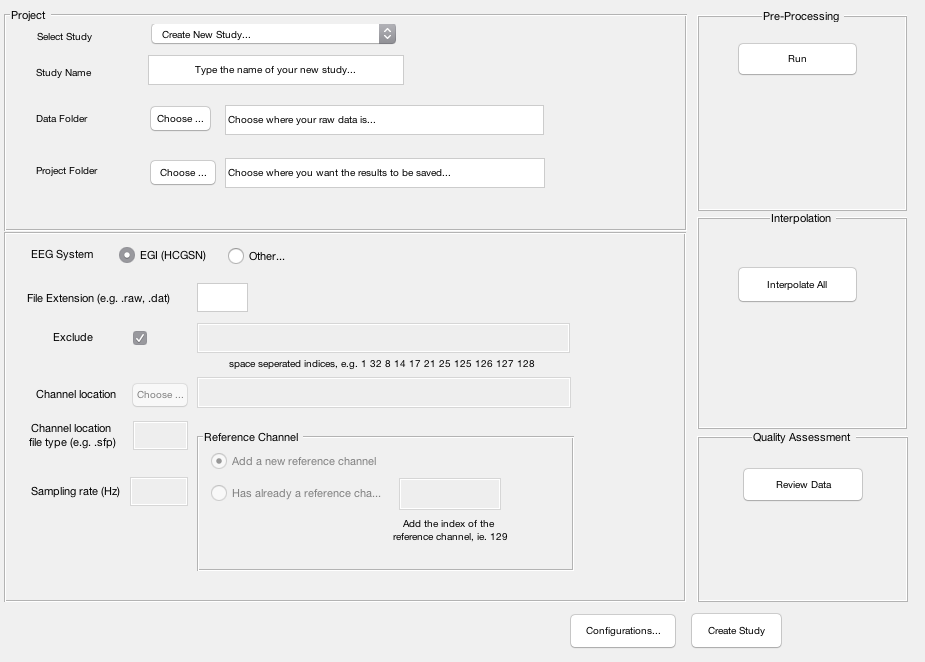 Project
Select Study
Create New Study...
Study Name
Type the name of your new study...
Data Folder
Choose ...
Choose where your raw data is...
Project Folder
Choose ...
Choose where you want the results to be saved...
EEG System
EGI (HCGSN)
Other...
File Extension (e.g. .raw, .dat)
Exclude
space seperated indices, e.g. 1 32 8 14 17 21 25 125 126 127 128
Channel location
Choose ...
Channel location
file type (e.g. .sfp)
Sampling rate (Hz)
Reference Channel
Add a new reference channel
Has already a reference cha...
Add the index of the
reference channel, ie. 129
Pre-Processing
Run
Interpolation
Interpolate All
Quality Assessment
Review Data
Configurations...
Create Study